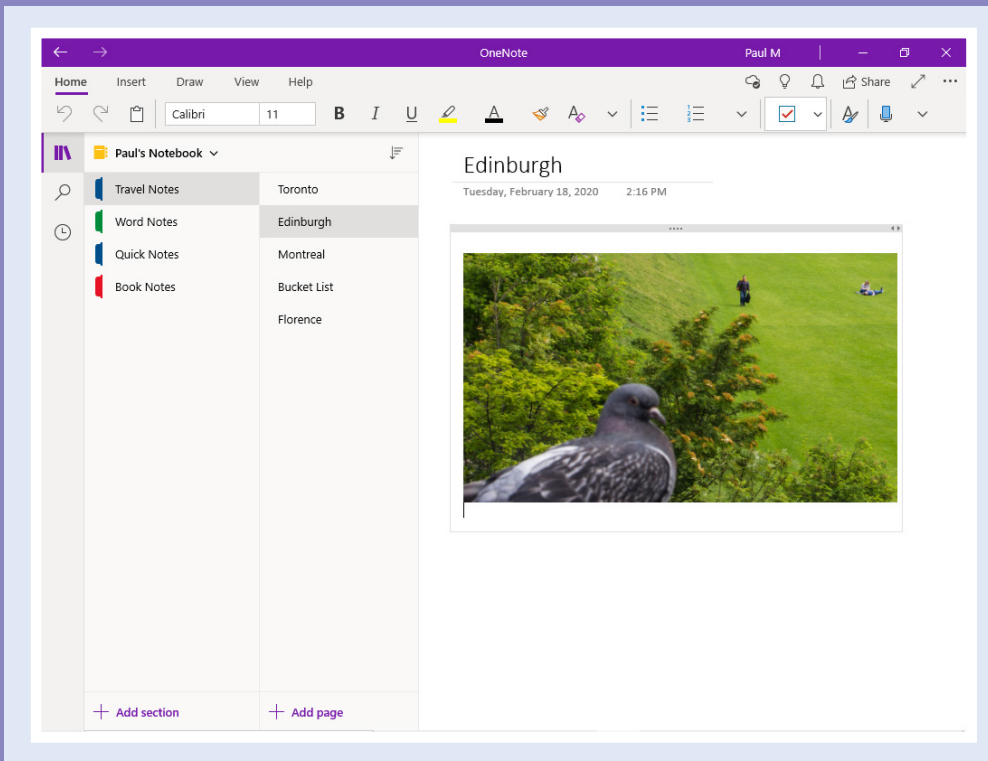 OneNote
Paul M
Home Insert Draw View Help
Share
Calibri 11 B I U A A
Paul's Notebook
Travel Notes
Word Notes
Quick Notes
Book Notes
Add section
Toronto
Edinburgh
Montreal
Bucket List
Florence
Add page
Edinburgh
Tuesday, February 18, 2020 2:16 PM